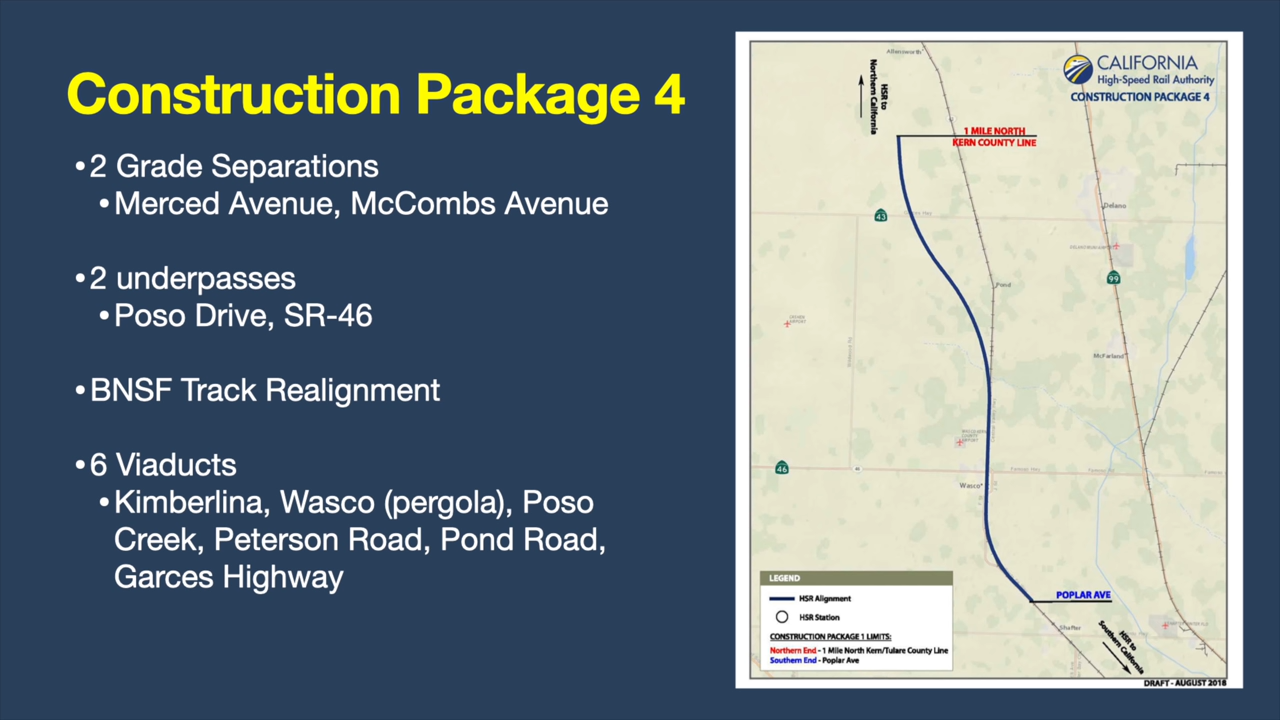 Construction Package 4
•2 Grade Separations
•Merced Avenue, McCombs Avenue
•2 underpasses
•Poso Drive, SR-46
•BNSF Track Realignment
•6 Viaducts
•Kimberlina, Wasco (pergola), Poso
Creek, Peterson Road, Pond Road,
Garces Highway
Allensworth
HSR to
Northern California
CALIFORNIA
High-Speed Rail Authority
CONSTRUCTION PACKAGE 4
1 MILE NORTH
KERN COUNTY LINE
43
Delano
99
Pond
McFarland
46
46
Wasco
POPLAR AVE
Shafter
HSR to
Southern California
LEGEND
HSR Alignment
HSR Station
CONSTRUCTION PACKAGE 1 LIMITS:
Northern End - 1 Mile North Kern/Tulare County Line
Southern End - Poplar Ave
DRAFT - AUGUST 2018